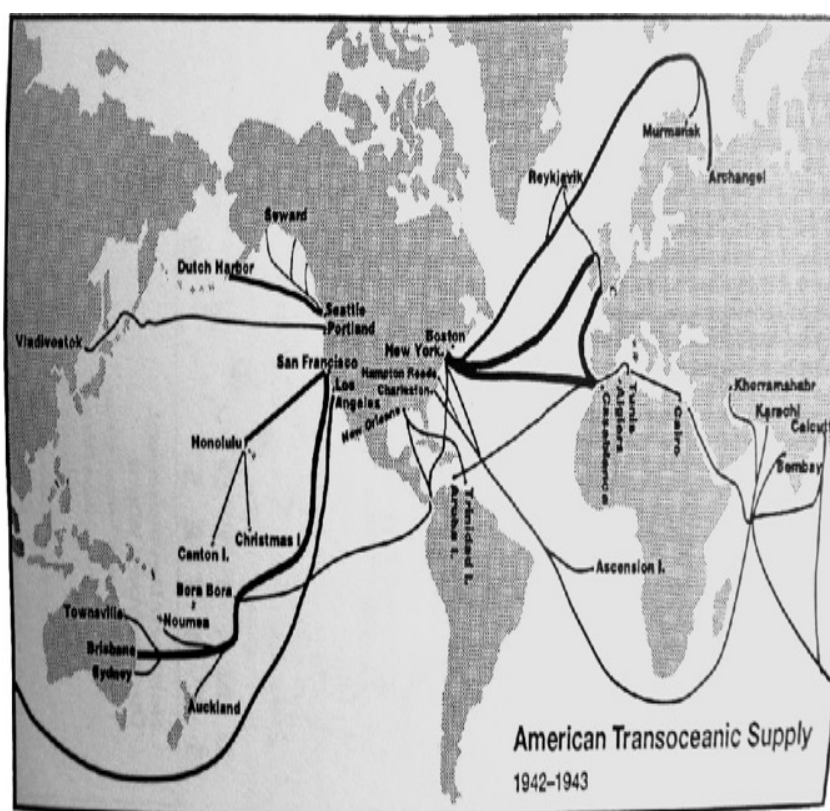 Murmansk
Archangel
Reykjavik
Seward
Dutch Harbor
Seattle
Portland
Vladivostok
Boston
New York
San Francisco
Hampton Roads
Los
Angeles
Charleston
New Orleans
Khorramshahr
Karachi
Calcutt
Bombay
Tunis
Algiers
Casablanca
Cairo
Honolulu
Trinidad I.
Aruba I.
Canton I.
Christmas I.
Ascension I.
Bora Bora
Townsville
Noumea
Brisbane
Sydney
Auckland
American Transoceanic Supply
1942–1943